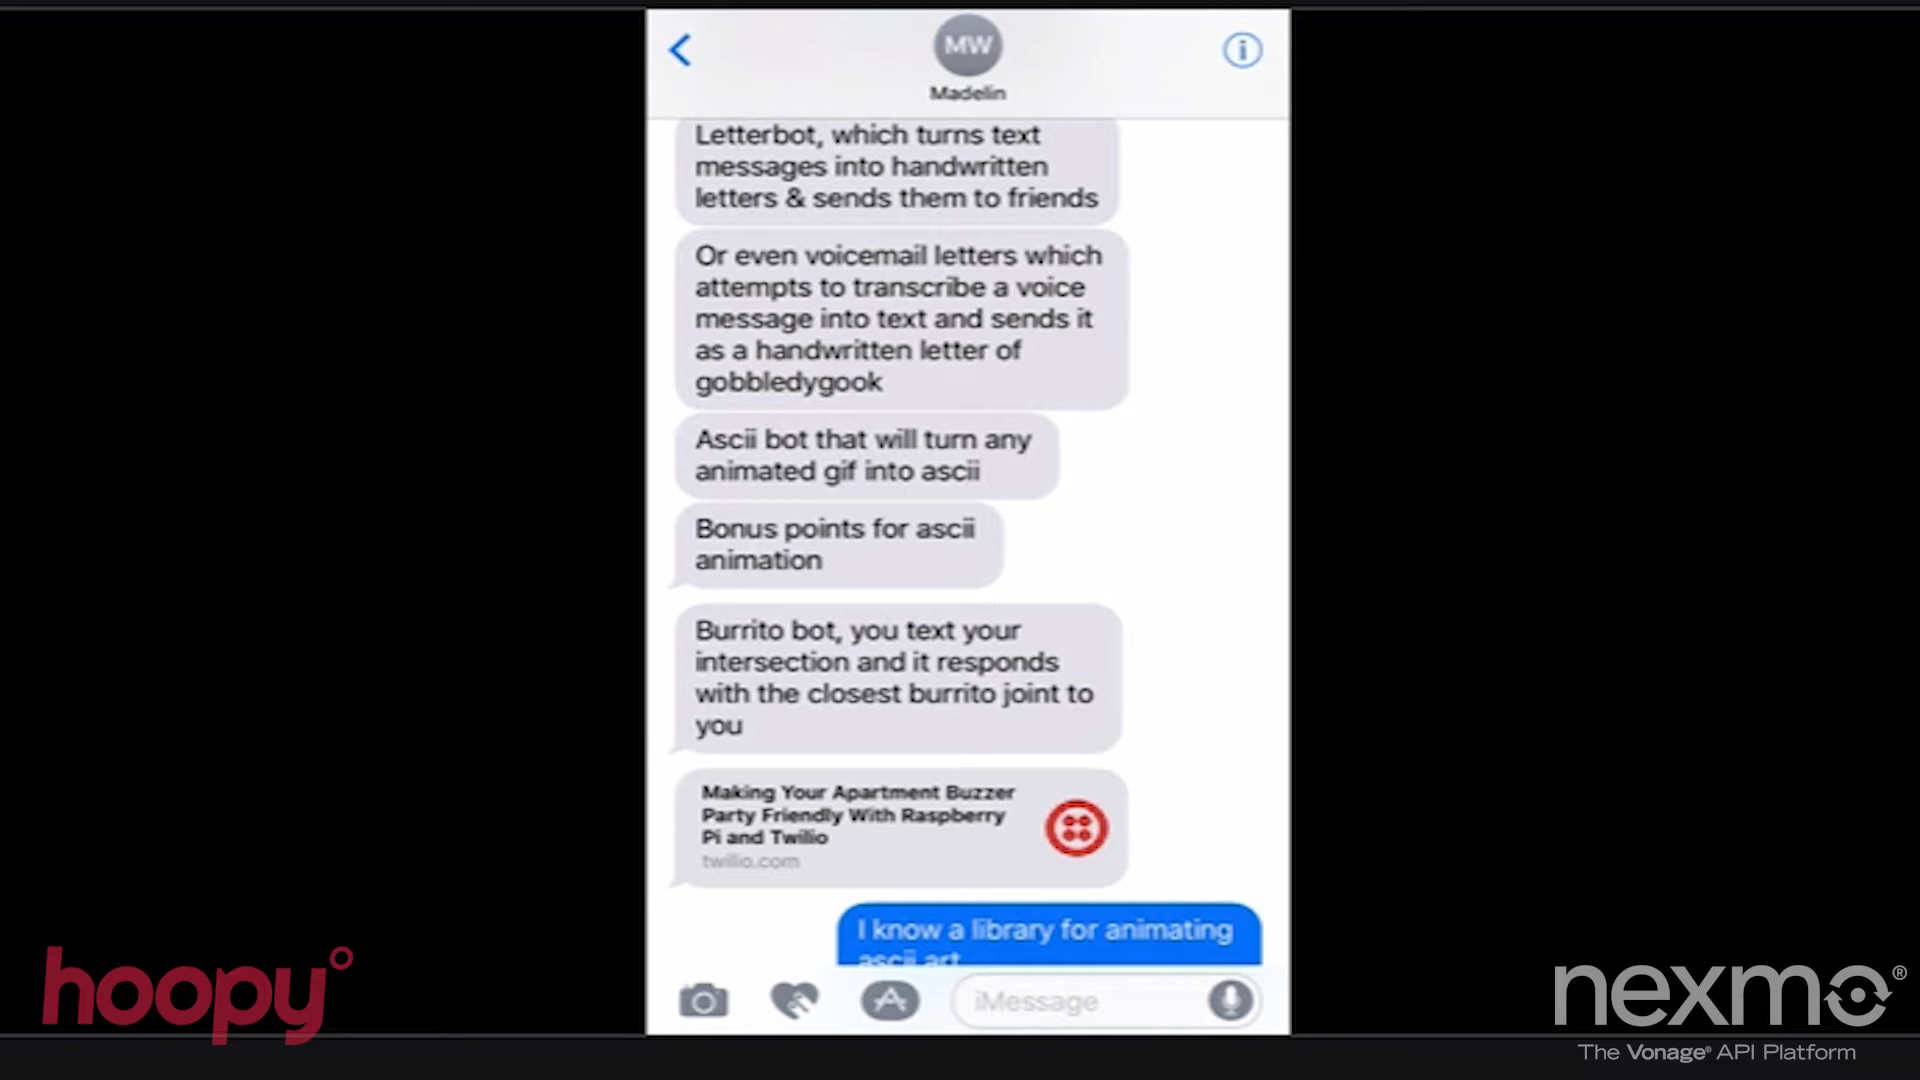 MW
Madelin
Letterbot, which turns text
messages into handwritten
letters & sends them to friends
Or even voicemail letters which
attempts to transcribe a voice
message into text and sends it
as a handwritten letter of
gobbledygook
Ascii bot that will turn any
animated gif into ascii
Bonus points for ascii
animation
Burrito bot, you text your
intersection and it responds
with the closest burrito joint to
you
Making Your Apartment Buzzer
Party Friendly With Raspberry
Pi and Twilio
twilio.com
I know a library for animating
ascii art
iMessage
hoopy
nexmo®
The Vonage® API Platform